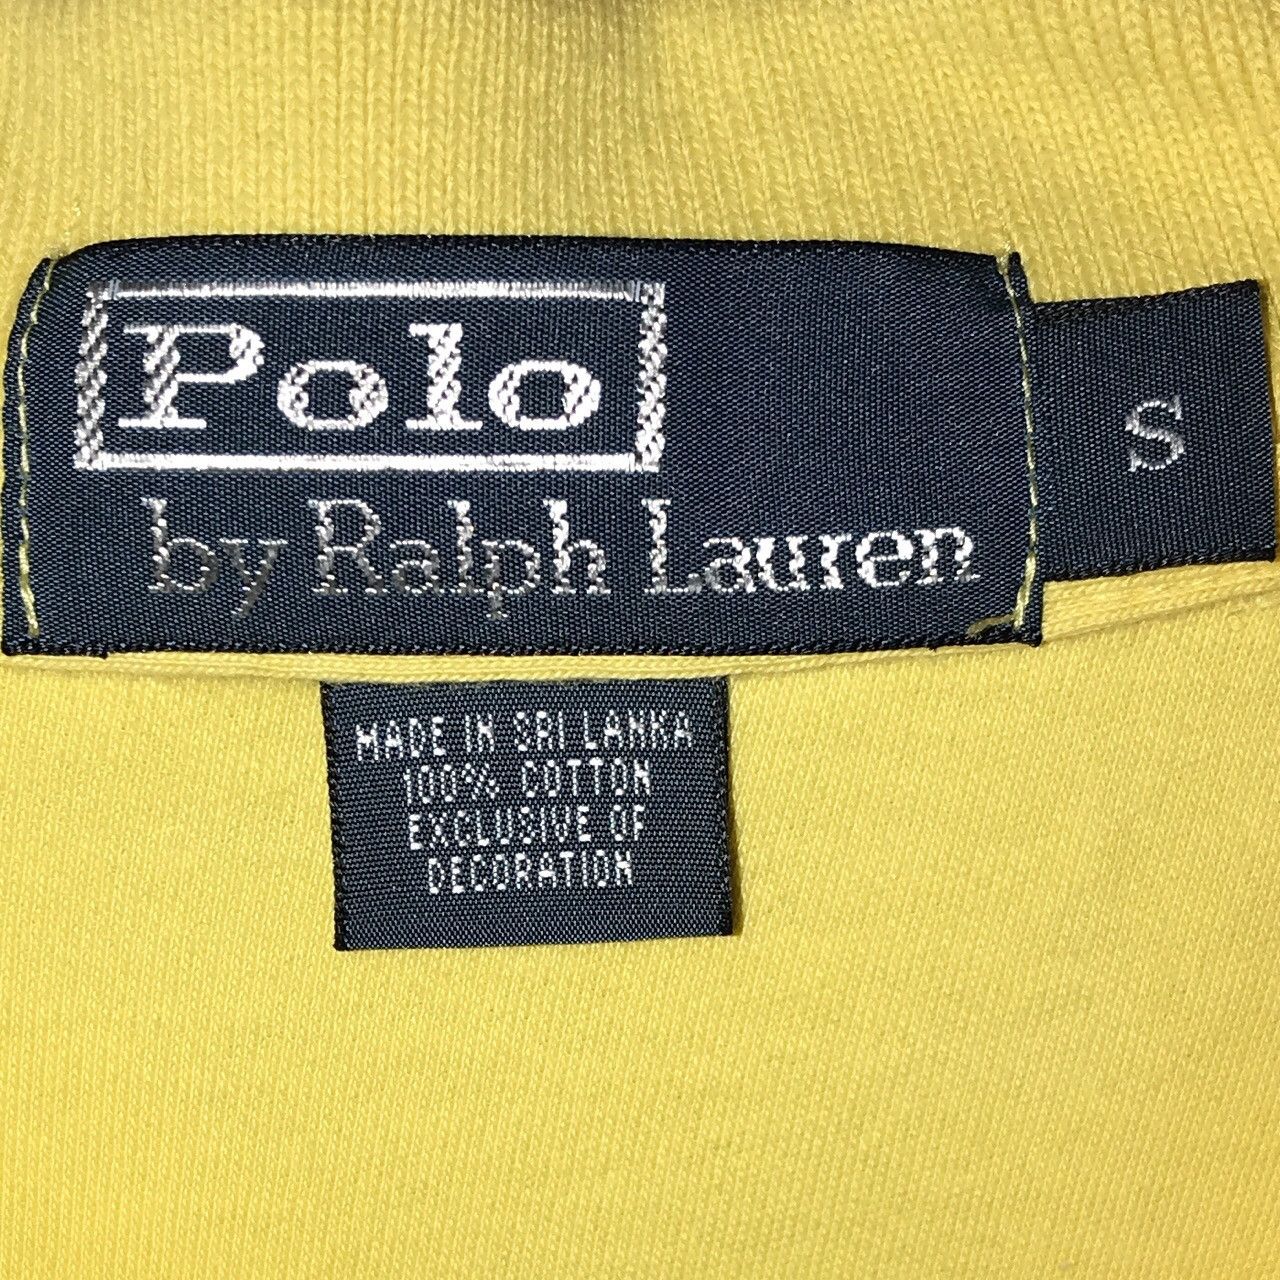 Polo
by Ralph Lauren
S
MADE IN SRI LANKA
100% COTTON
EXCLUSIVE OF
DECORATION